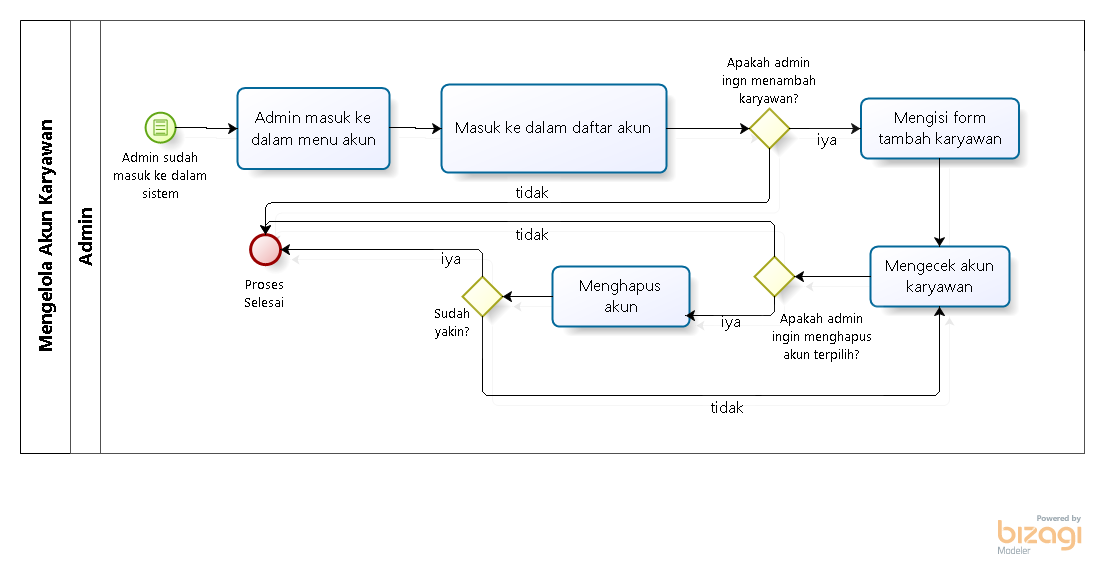 Mengelola Akun Karyawan
Admin
Admin sudah
masuk ke dalam
sistem
Admin masuk ke
dalam menu akun
Masuk ke dalam daftar akun
Apakah admin
ingn menambah
karyawan?
iya
Mengisi form
tambah karyawan
tidak
tidak
Proses
Selesai
iya
Sudah
yakin?
Menghapus
akun
iya
Apakah admin
ingin menghapus
akun terpilih?
Mengecek akun
karyawan
tidak
Powered by
bizagi
Modeler